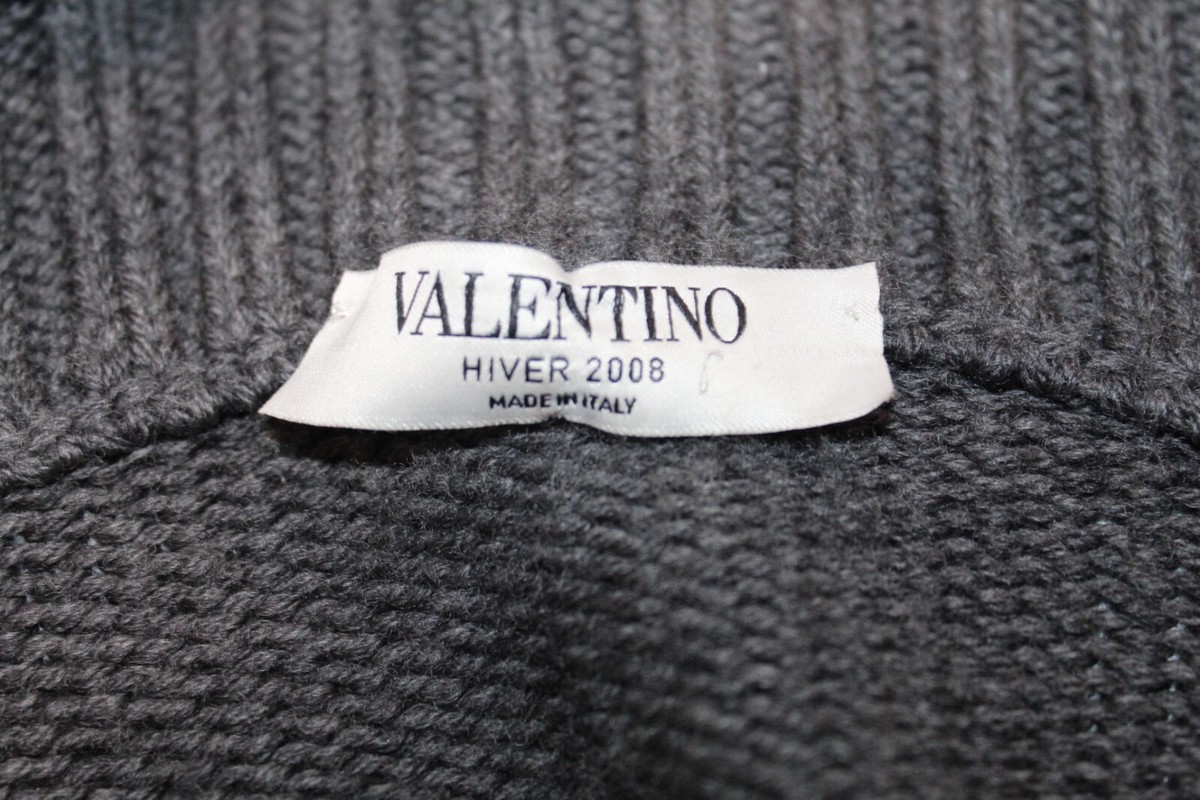 VALENTINO
HIVER 2008
MADE IN ITALY